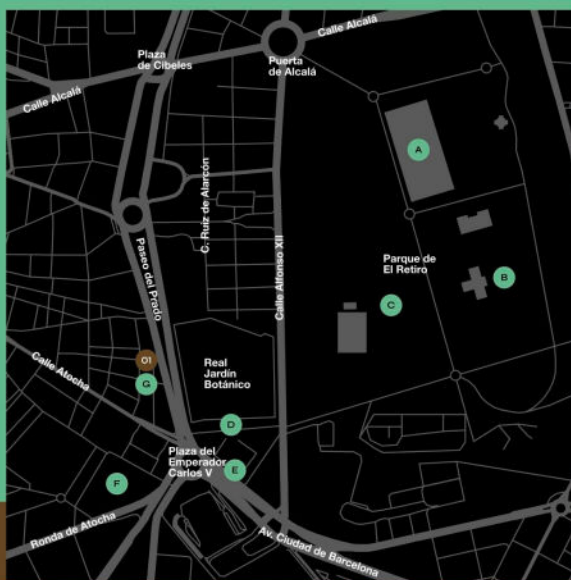 Calle Alcalá
Plaza
de Cibeles
Puerta
de Alcalá
Calle Alcalá
A
C. Ruiz de Alarcón
Paseo del Prado
Calle Alfonso XII
Parque de
El Retiro
B
C
01
G
Calle Atocha
Real
Jardín
Botánico
D
Plaza del
Emperador
Carlos V
E
F
Ronda de Atocha
Av. Ciudad de Barcelona